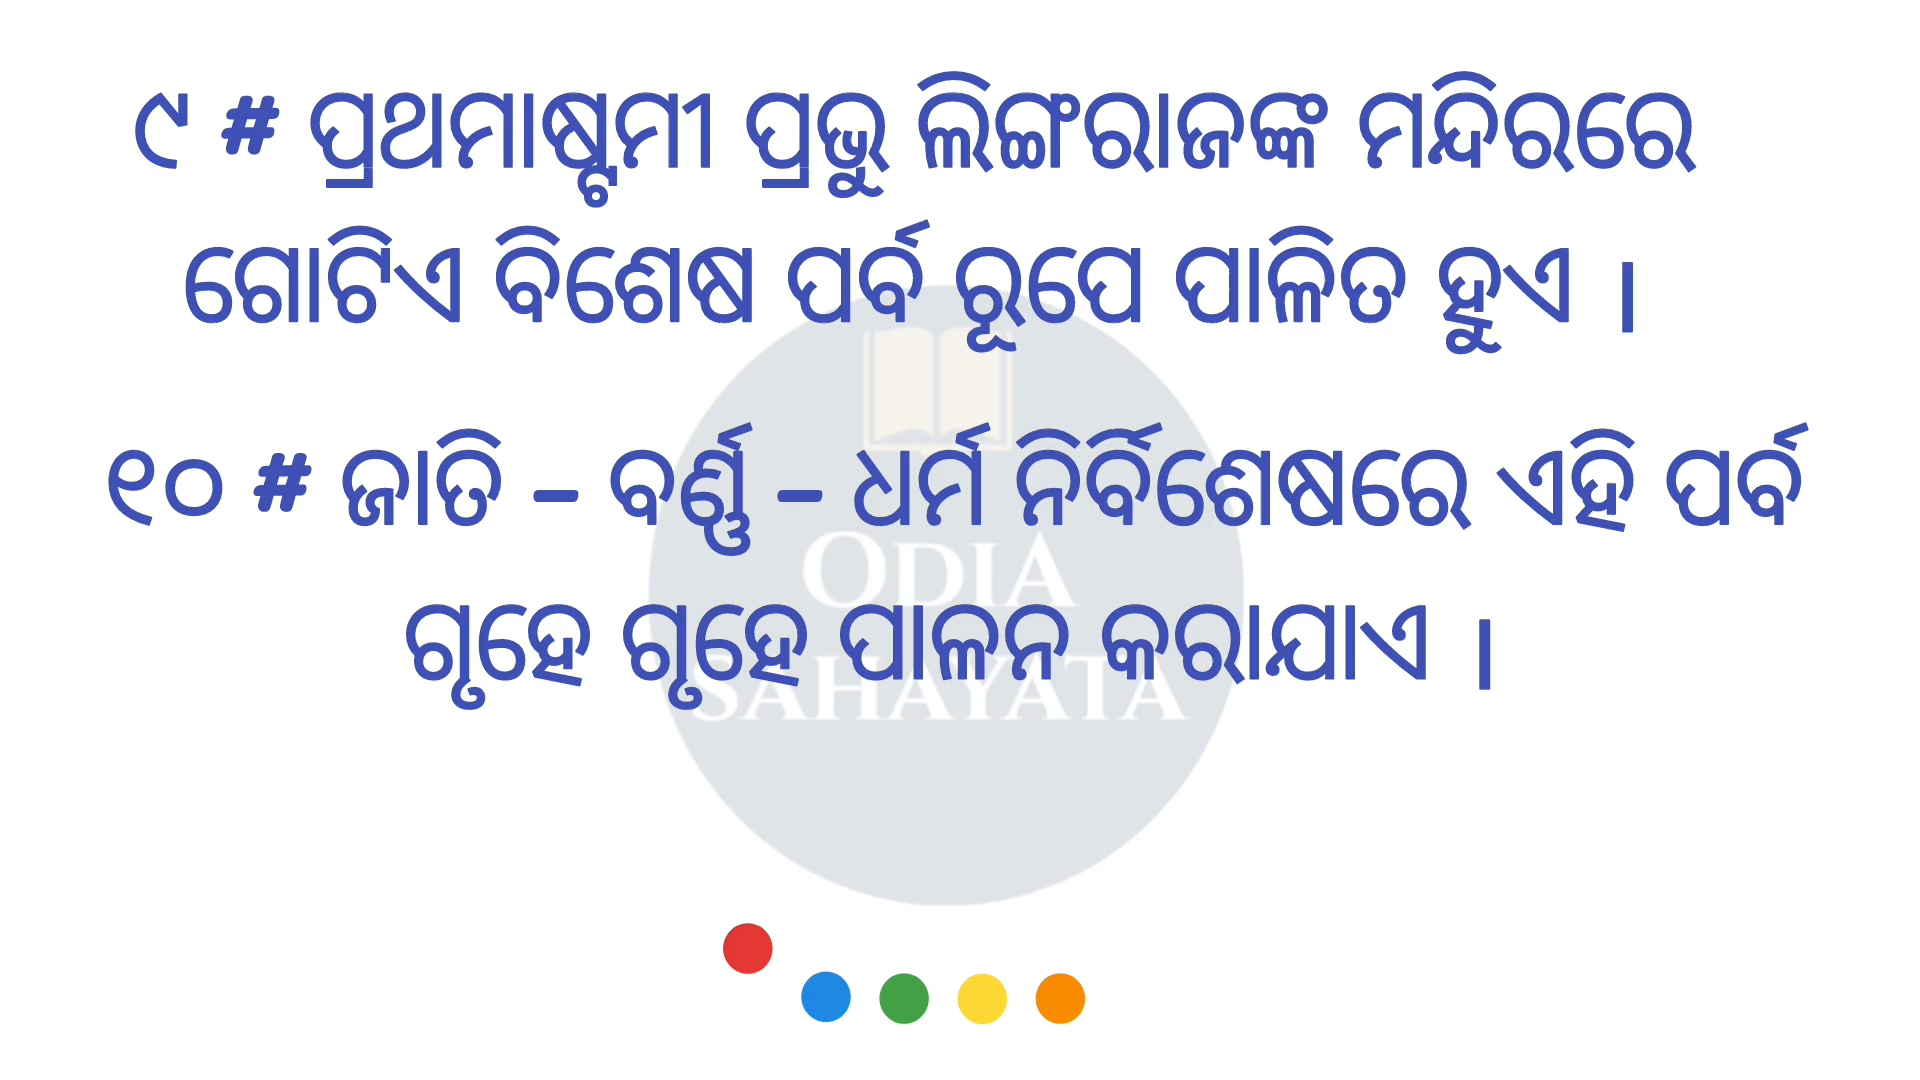 ୯ # ପ୍ରଥମାଷ୍ଟମୀ ପ୍ରଭୁ ଲିଙ୍ଗରାଜଙ୍କ ମନ୍ଦିରରେ
ଗୋଟିଏ ବିଶେଷ ପର୍ବ ରୂପେ ପାଳିତ ହୁଏ ।
୧୦ # ଜାତି – ବର୍ଣ୍ଣ – ଧର୍ମ ନିର୍ବିଶେଷରେ ଏହି ପର୍ବ
ଗୃହେ ଗୃହେ ପାଳନ କରାଯାଏ ।
ODIA
SAHAYATA